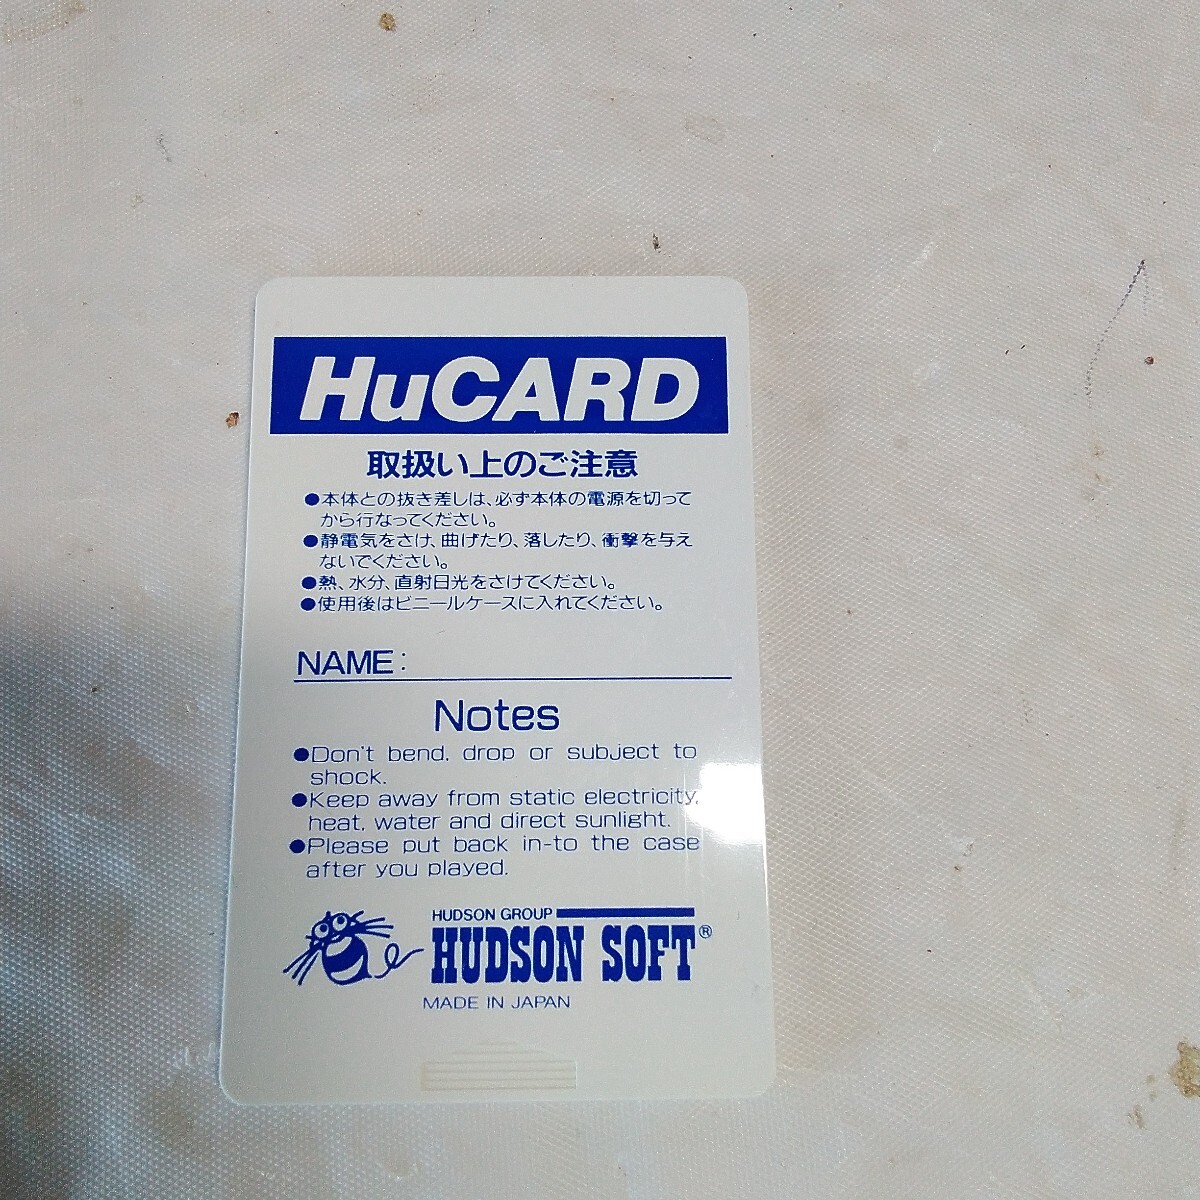 HuCARD
取扱い上のご注意
●本体との抜き差しは、必ず本体の電源を切って
から行なってください。
●静電気をさけ、曲げたり、落したり、衝撃を与え
ないでください。
●熱、水分、直射日光をさけてください。
●使用後はビニールケースに入れてください。
NAME:
Notes
●Don't bend, drop or subject to
shock.
●Keep away from static electricity,
heat, water and direct sunlight.
●Please put back in-to the case
after you played.
HUDSON GROUP
HUDSON SOFT®
MADE IN JAPAN